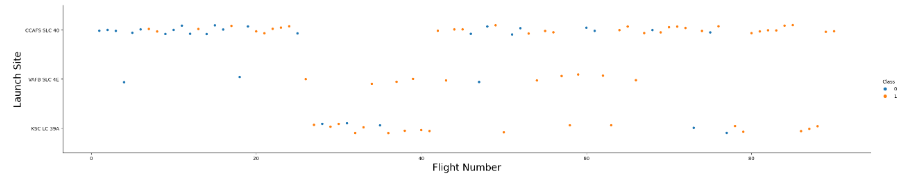 CCAFS SLC 40
VAFB SLC 4E
KSC LC 39A
Launch Site
0
20
40
60
80
Flight Number
Class
0
1